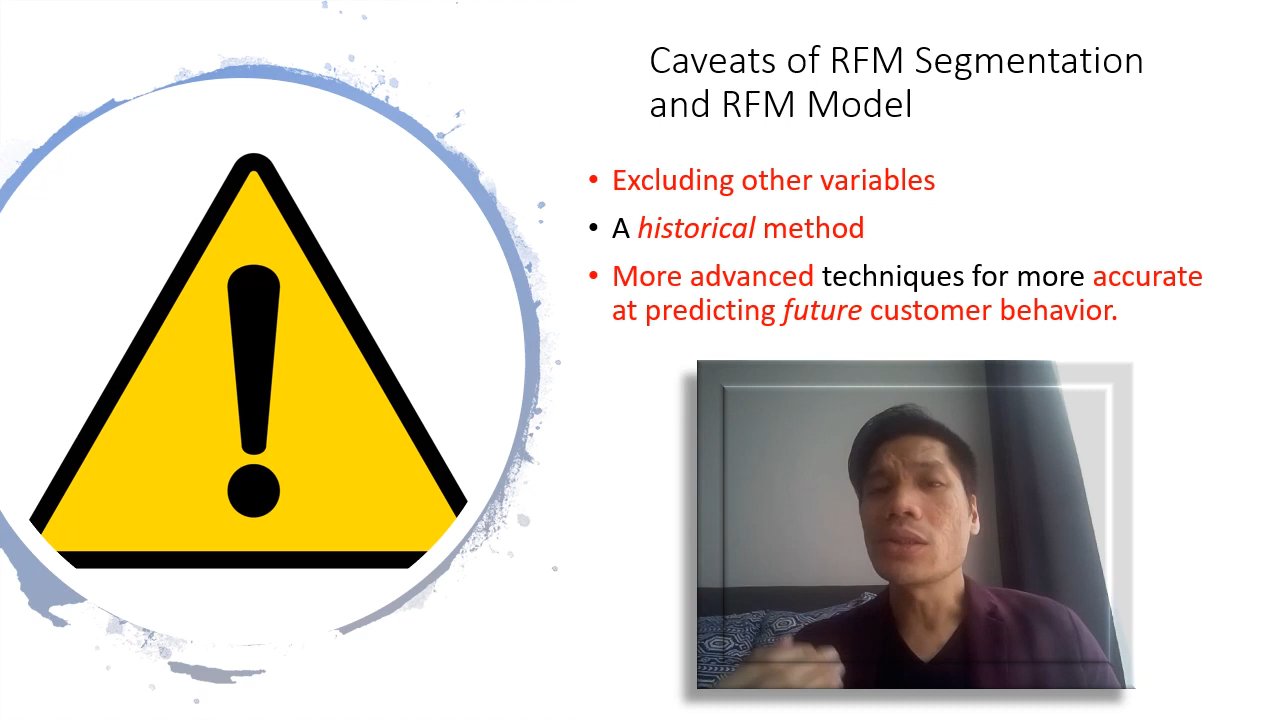 Caveats of RFM Segmentation
and RFM Model
• Excluding other variables
• A historical method
• More advanced techniques for more accurate
at predicting future customer behavior.